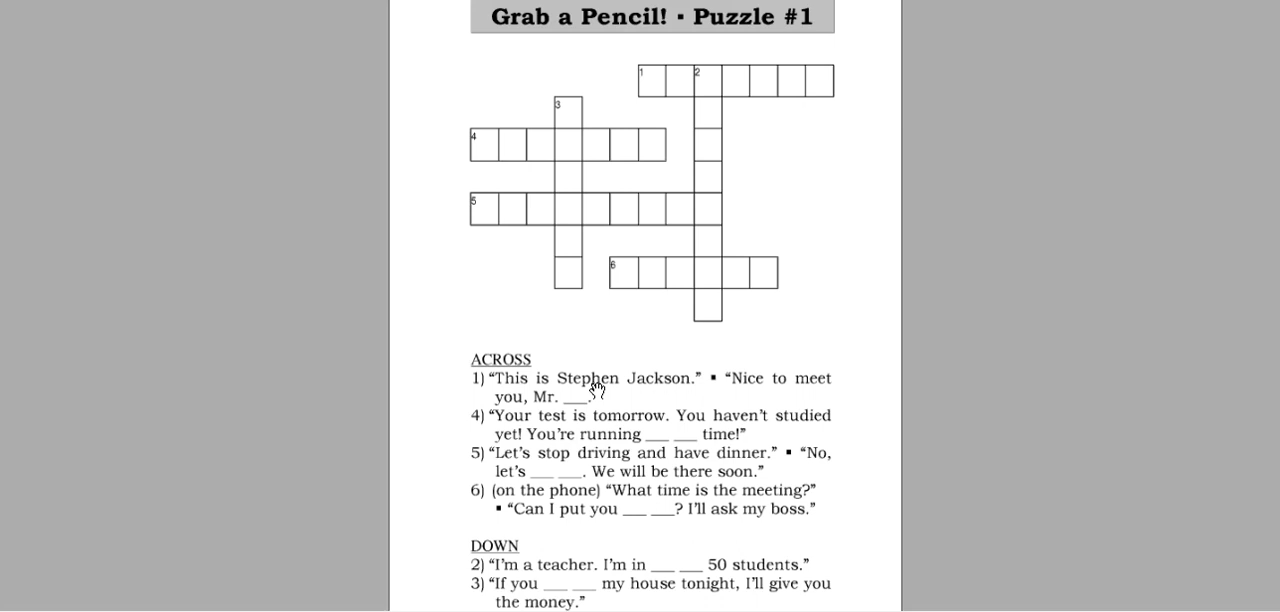 Grab a Pencil! ▪ Puzzle #1
1
2
3
4
5
6
ACROSS
1) “This is Stephen Jackson.” ▪ “Nice to meet
you, Mr. ___.”
4) “Your test is tomorrow. You haven’t studied
yet! You’re running ___ ___ time!”
5) “Let’s stop driving and have dinner.” ▪ “No,
let’s ___ ___. We will be there soon.”
6) (on the phone) “What time is the meeting?”
▪ “Can I put you ___ ___? I’ll ask my boss.”
DOWN
2) “I’m a teacher. I’m in ___ ___ 50 students.”
3) “If you ___ ___ my house tonight, I’ll give you
the money.”